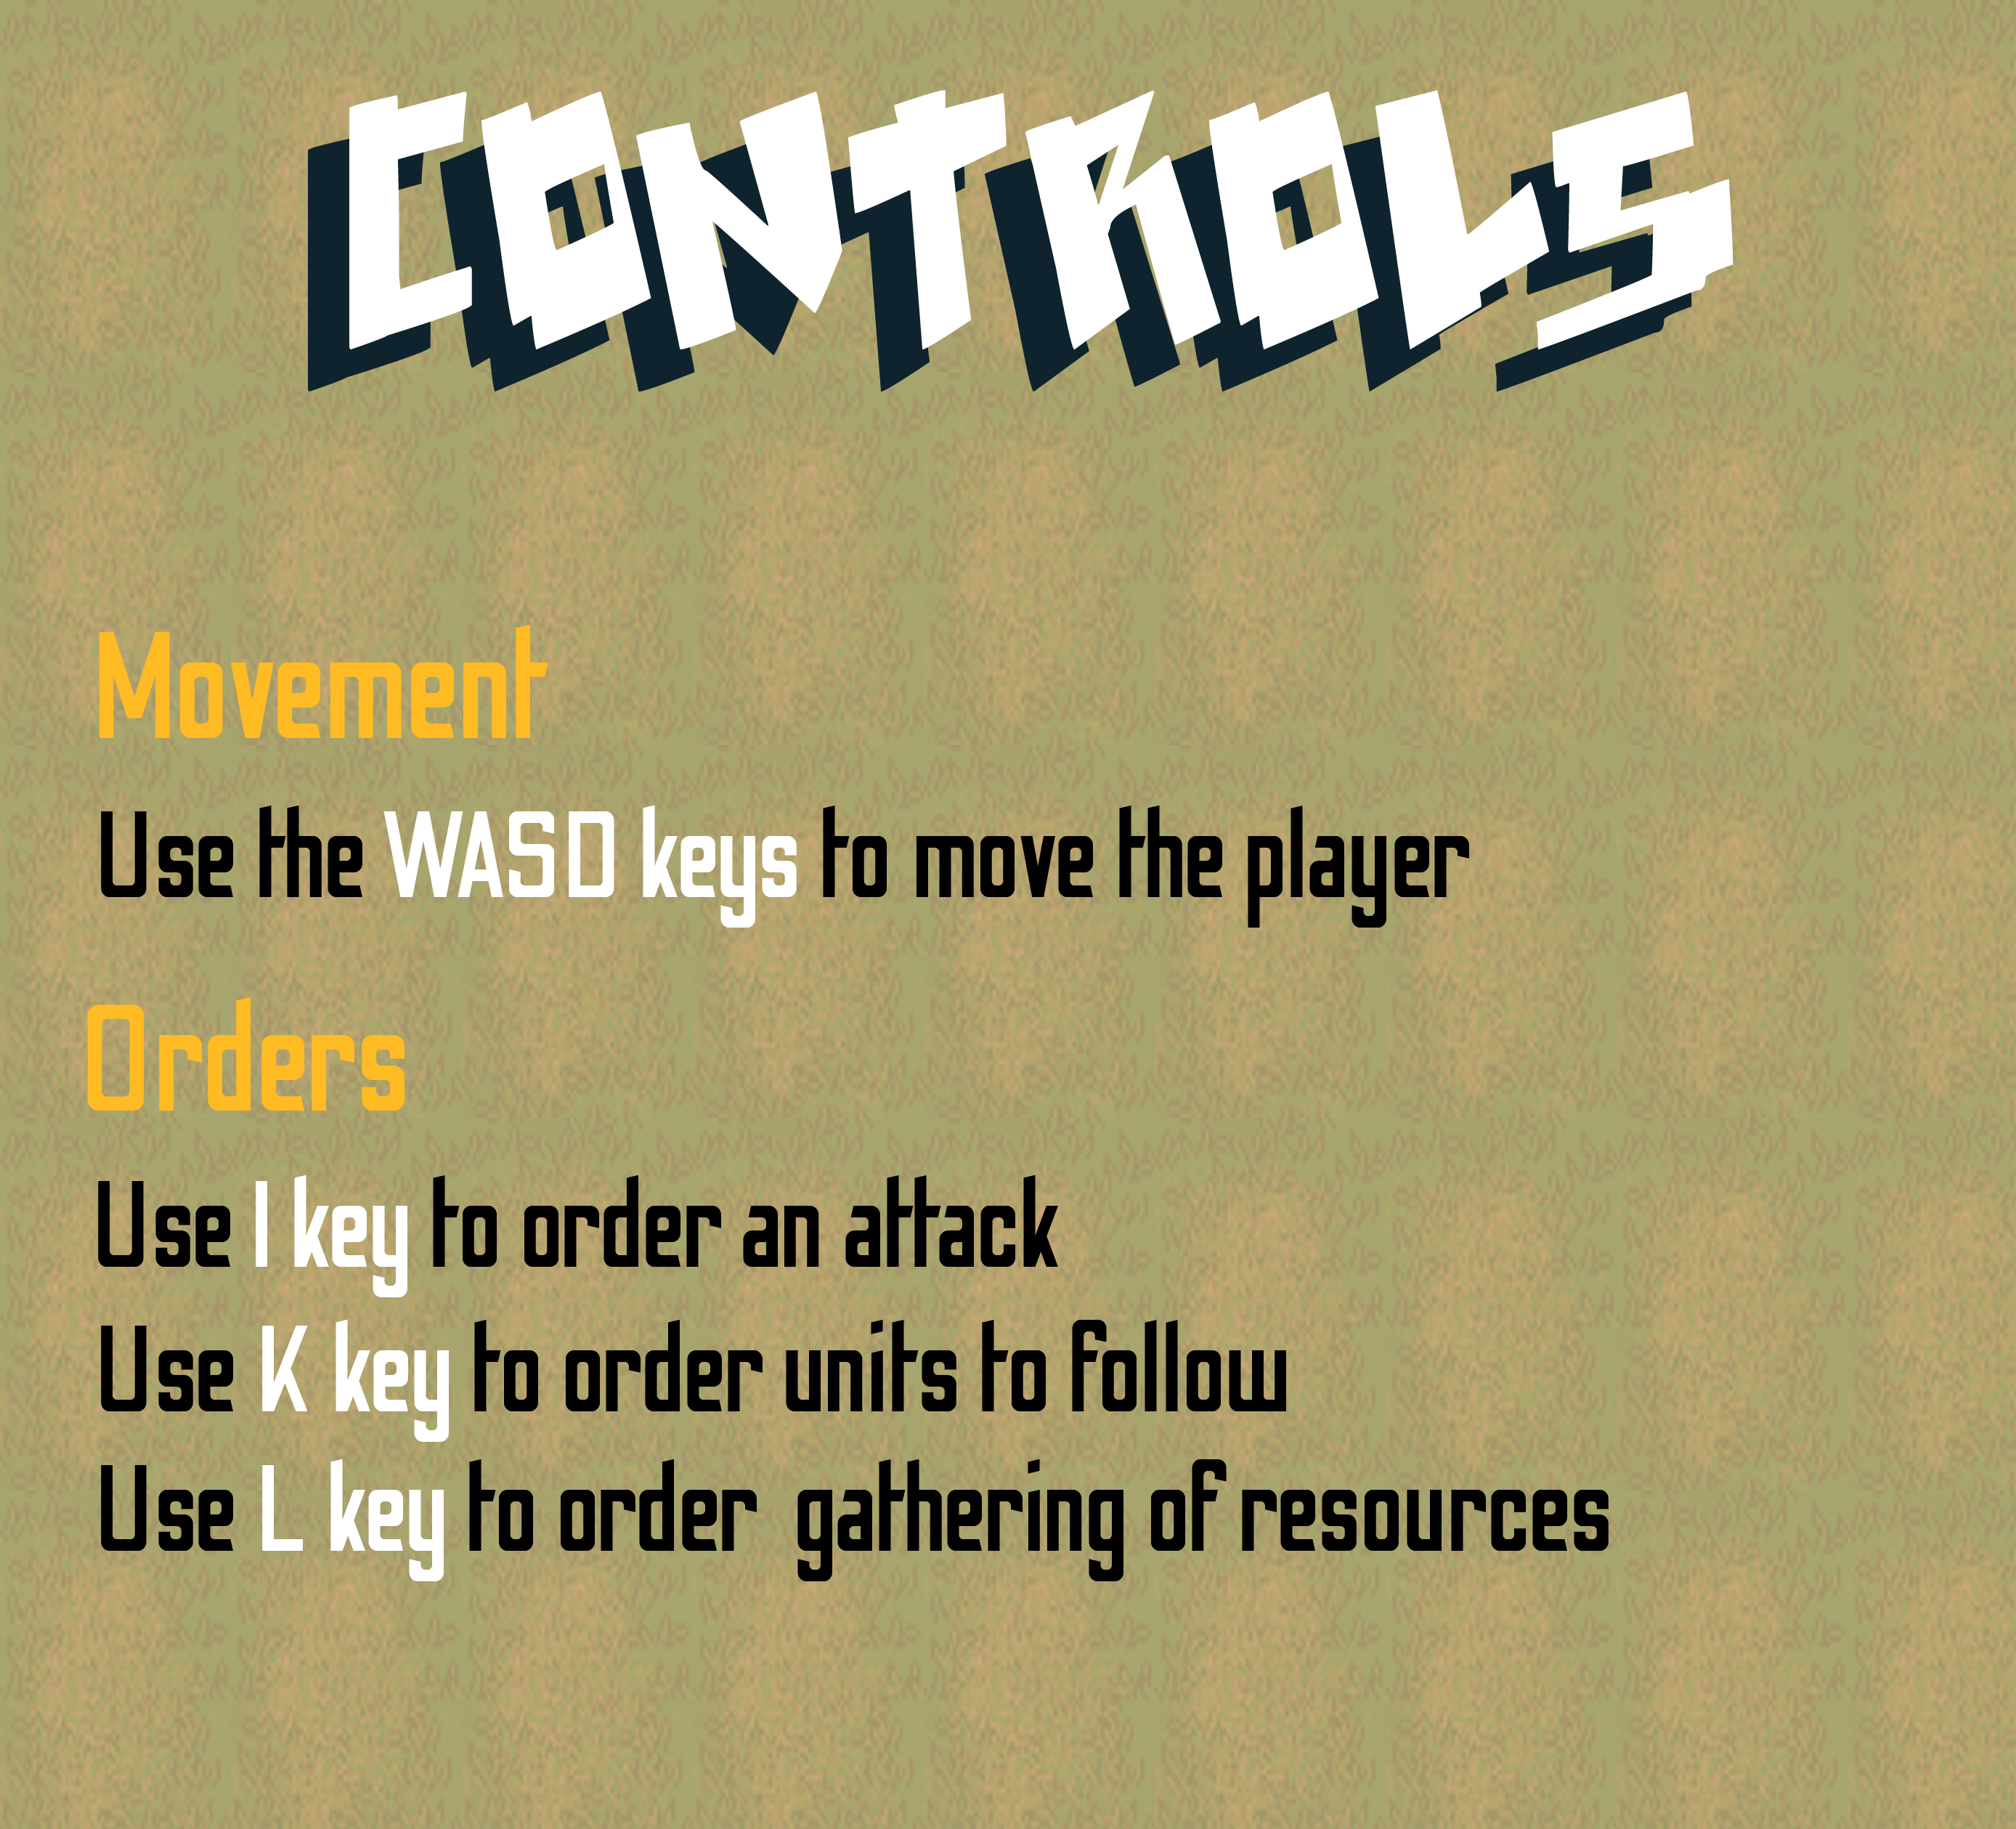 CONTROLS
Movement
Use the WASD keys to move the player
Orders
Use I key to order an attack
Use K key to order units to follow
Use L key to order gathering of resources